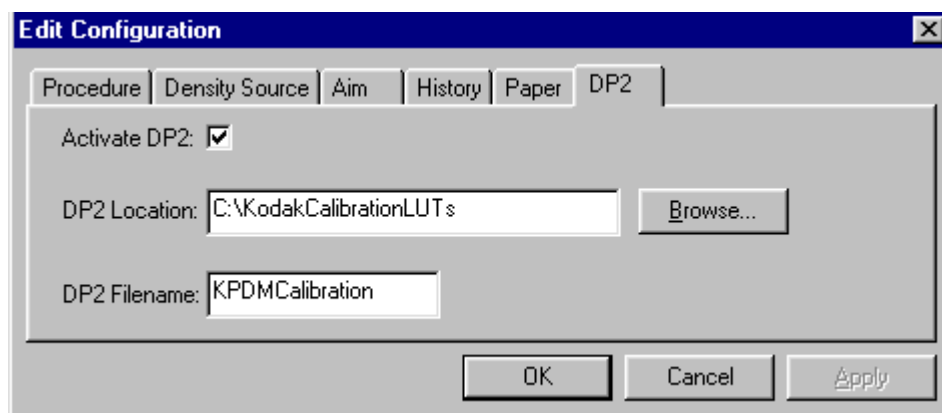 Edit Configuration
Procedure Density Source Aim History Paper DP2
Activate DP2:
DP2 Location: C:\KodakCalibrationLUTs Browse...
DP2 Filename: KPDMCalibration
OK Cancel Apply